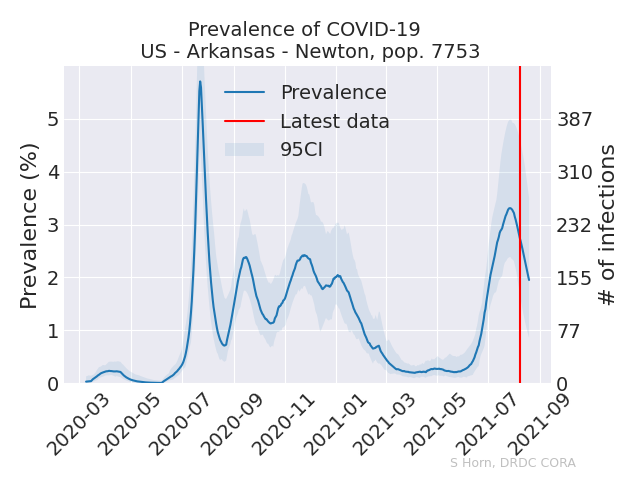 Prevalence of COVID-19
US - Arkansas - Newton, pop. 7753
Prevalence
Latest data
95CI
Prevalence (%)
5
4
3
2
1
0
# of infections
387
310
232
155
77
0
2020-03
2020-05
2020-07
2020-09
2020-11
2021-01
2021-03
2021-05
2021-07
2021-09
S Horn, DRDC CORA